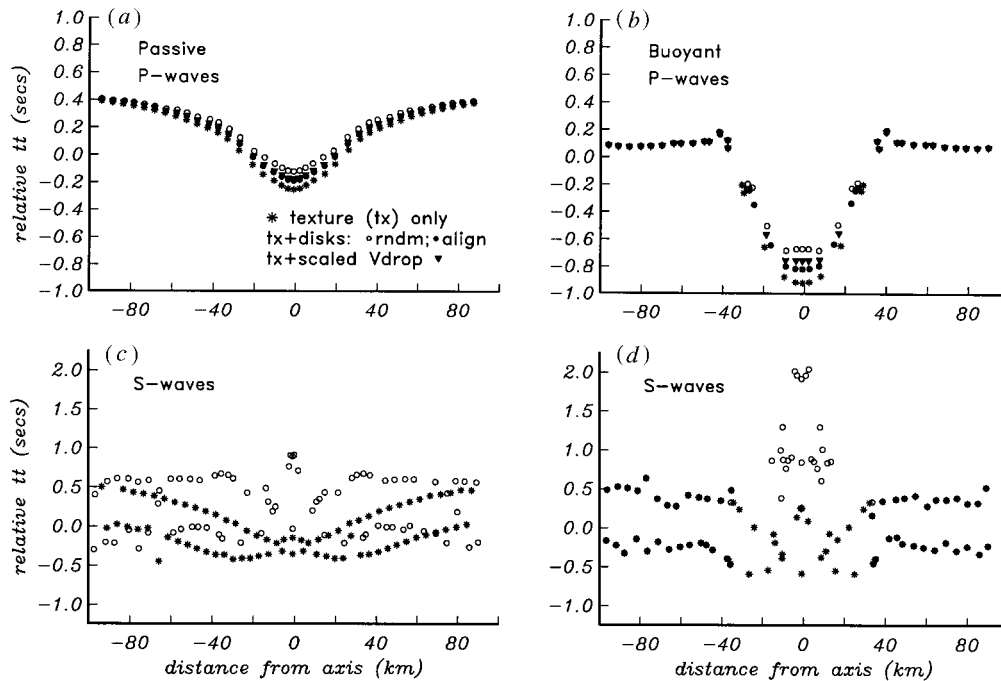 (a)
Passive
P-waves
1.0
0.8
0.6
0.4
0.2
0.0
-0.2
-0.4
-0.6
-0.8
-1.0
relative tt (secs)
* texture (tx) only
tx+disks: ○rndm; ●align
tx+scaled Vdrop ▼
-80 -40 0 40 80
(b)
Buoyant
P-waves
1.0
0.8
0.6
0.4
0.2
0.0
-0.2
-0.4
-0.6
-0.8
-1.0
-80 -40 0 40 80
(c)
S-waves
2.0
1.5
1.0
0.5
-0.0
-0.5
-1.0
relative tt (secs)
-80 -40 0 40 80
distance from axis (km)
(d)
S-waves
2.0
1.5
1.0
0.5
-0.0
-0.5
-1.0
-80 -40 0 40 80
distance from axis (km)